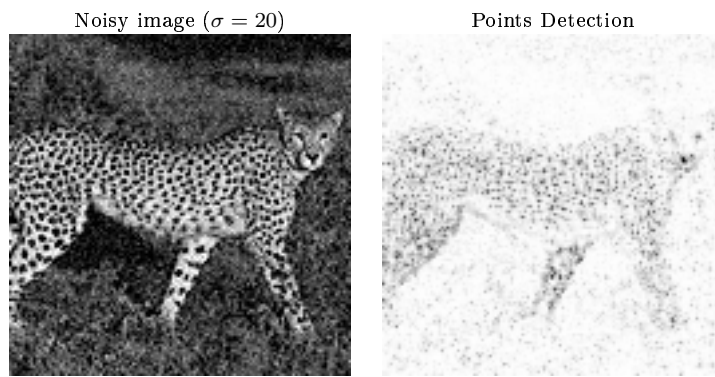 Noisy image (σ = 20)
Points Detection